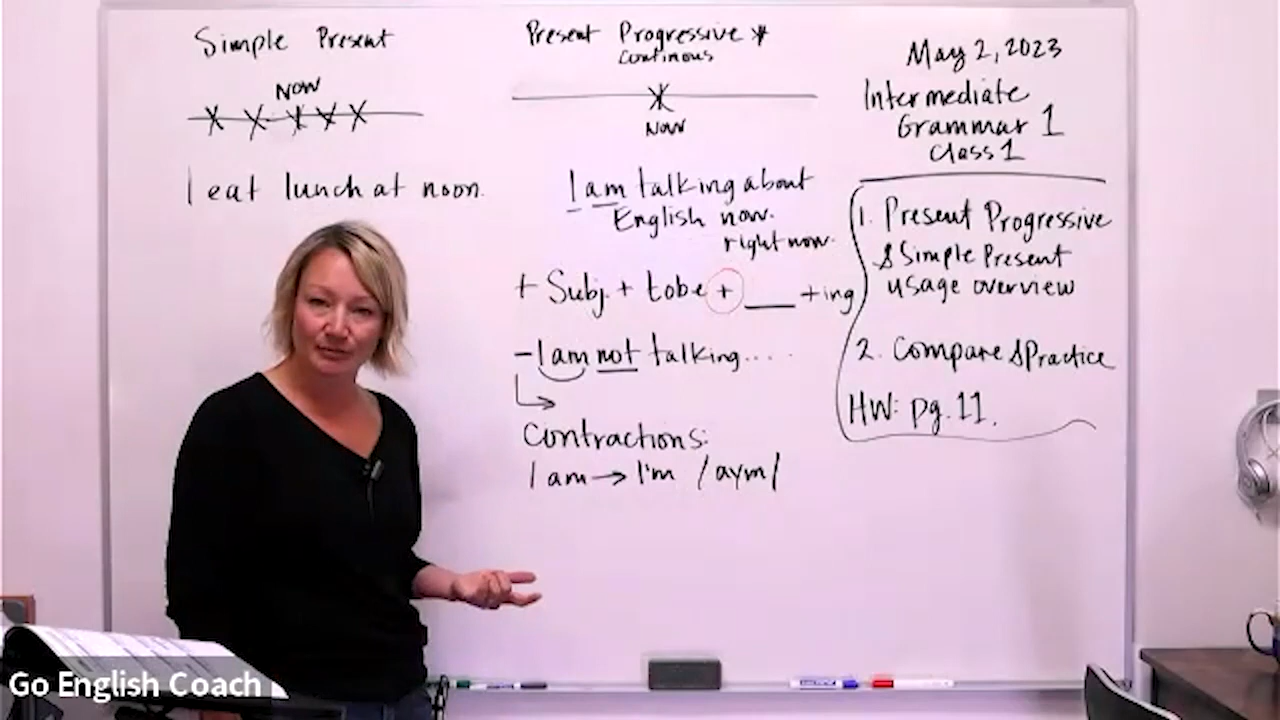 Simple Present
NOW
I eat lunch at noon.
Present Progressive *
Continous
NOW
I am talking about
English now.
right now.
+ Subj. + to be + ___ +ing
- I am not talking....
Contractions:
I am → I'm /aym/
May 2, 2023
Intermediate
Grammar 1
Class 1
1. Present Progressive
& Simple Present
usage overview
2. Compare & Practice
HW: pg. 11.
Go English Coach